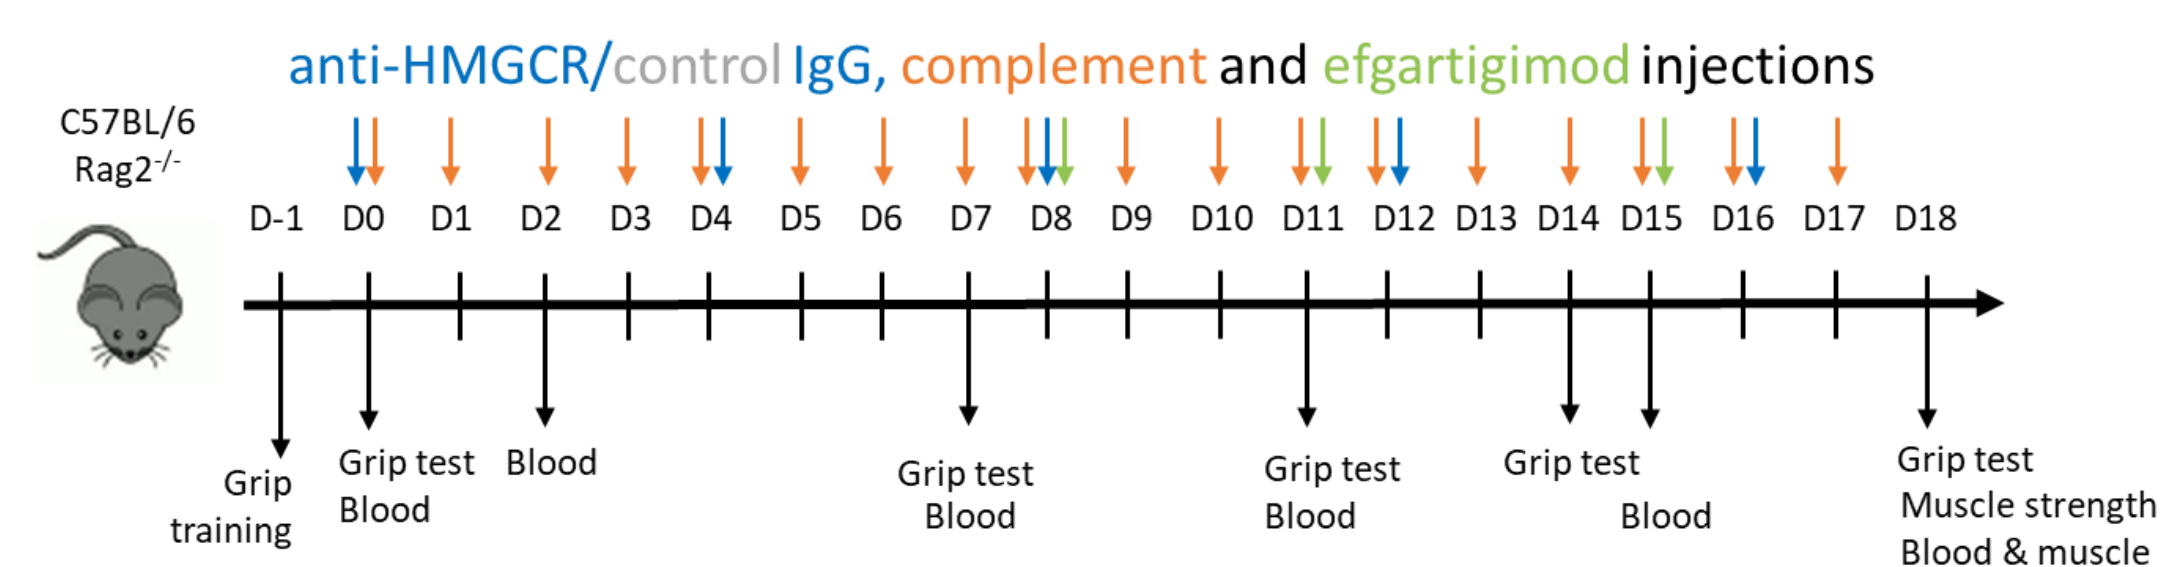 anti-HMGCR/control IgG, complement and efgartigimod injections
C57BL/6
Rag2-/-
D-1 D0 D1 D2 D3 D4 D5 D6 D7 D8 D9 D10 D11 D12 D13 D14 D15 D16 D17 D18
Grip
training
Grip test
Blood
Blood
Grip test
Blood
Grip test
Blood
Grip test
Blood
Grip test
Muscle strength
Blood & muscle